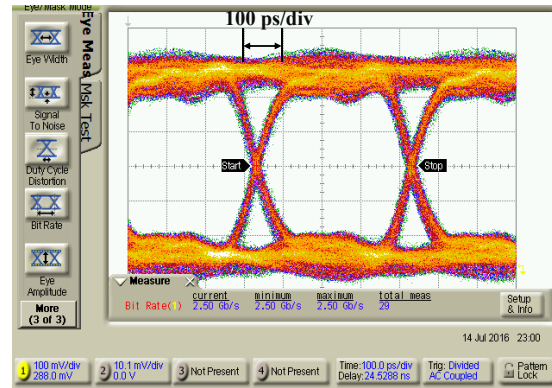 Eye/Mask Mode
100 ps/div
Eye Meas
Msk Test
Eye Width
Signal
To Noise
Duty Cycle
Distortion
Bit Rate
Eye
Amplitude
More
(3 of 3)
Start
Stop
Measure
current minimum maximum total meas
Bit Rate(1) 2.50 Gb/s 2.50 Gb/s 2.50 Gb/s 29
Setup
& Info
14 Jul 2016 23:00
1 100 mV/div
288.0 mV
2 10.1 mV/div
0.0 V
3 Not Present
4 Not Present
Time:100.0 ps/div
Delay:24.5288 ns
Trig: Divided
AC Coupled
Pattern
Lock